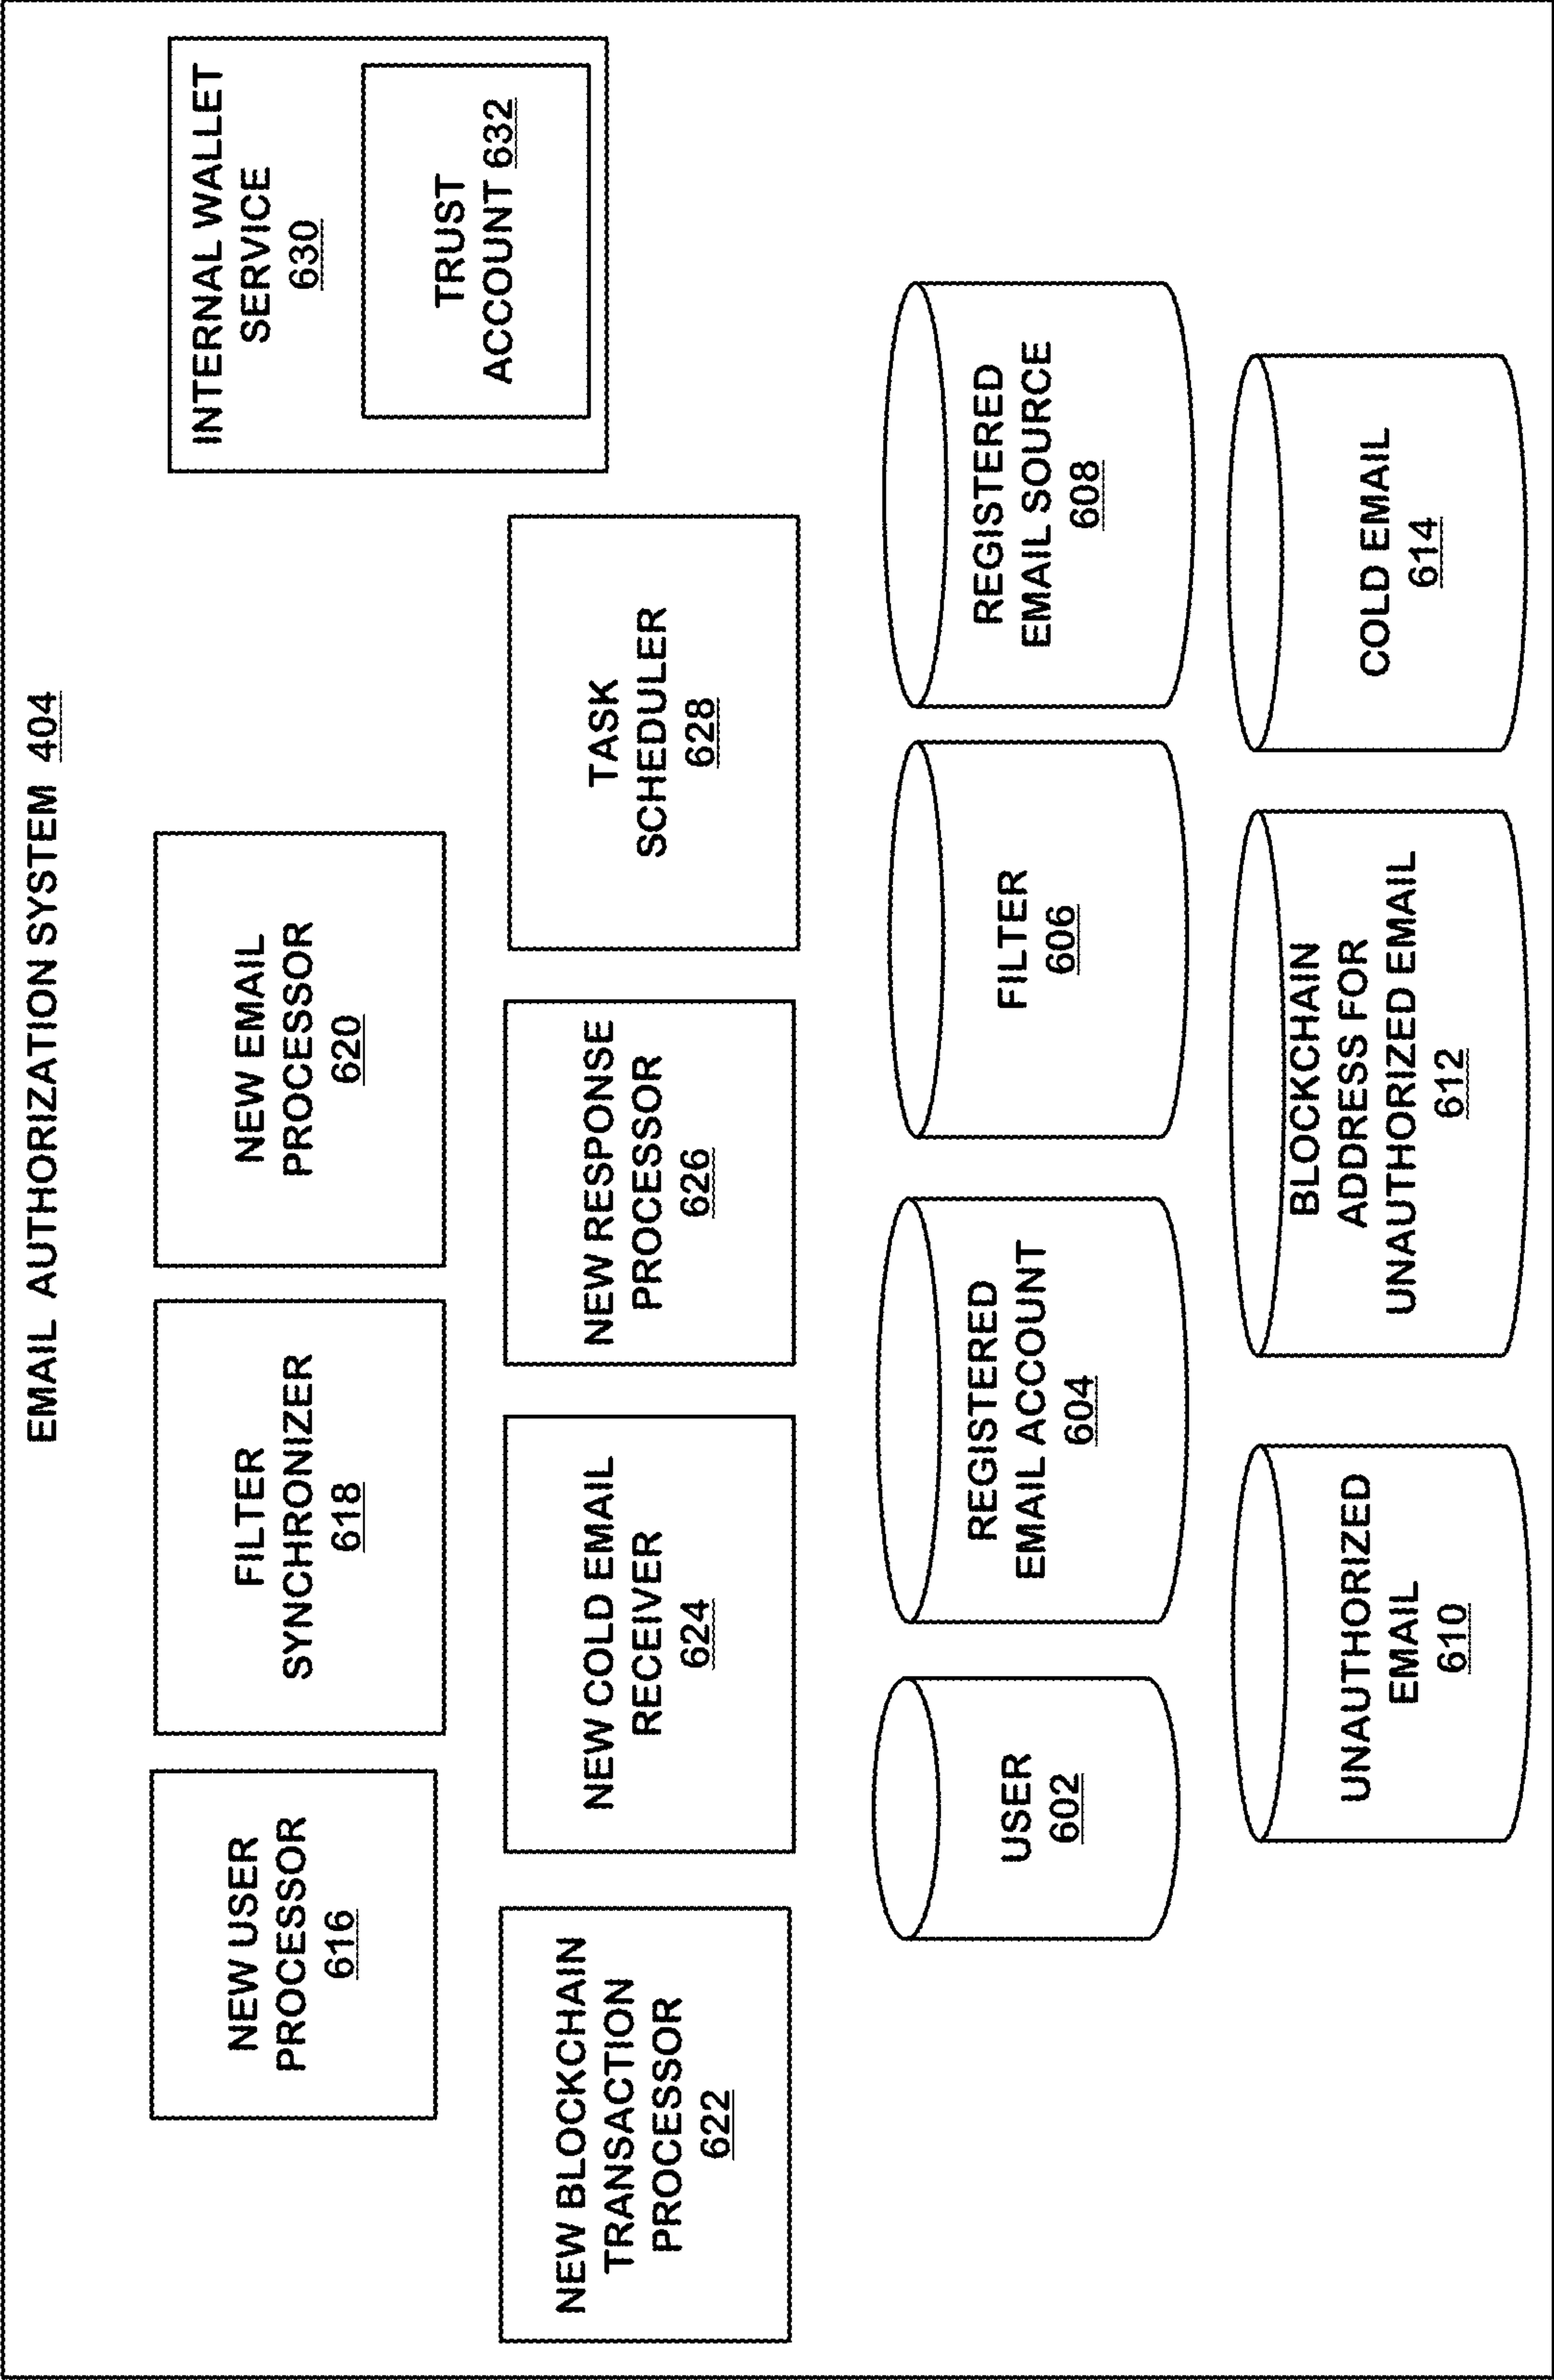 EMAIL AUTHORIZATION SYSTEM 404
NEW USER
PROCESSOR
616
FILTER
SYNCHRONIZER
618
NEW EMAIL
PROCESSOR
620
INTERNAL WALLET
SERVICE
630
TRUST
ACCOUNT 632
NEW BLOCKCHAIN
TRANSACTION
PROCESSOR
622
NEW COLD EMAIL
RECEIVER
624
NEW RESPONSE
PROCESSOR
626
TASK
SCHEDULER
628
USER
602
REGISTERED
EMAIL ACCOUNT
604
FILTER
606
REGISTERED
EMAIL SOURCE
608
UNAUTHORIZED
EMAIL
610
BLOCKCHAIN
ADDRESS FOR
UNAUTHORIZED EMAIL
612
COLD EMAIL
614